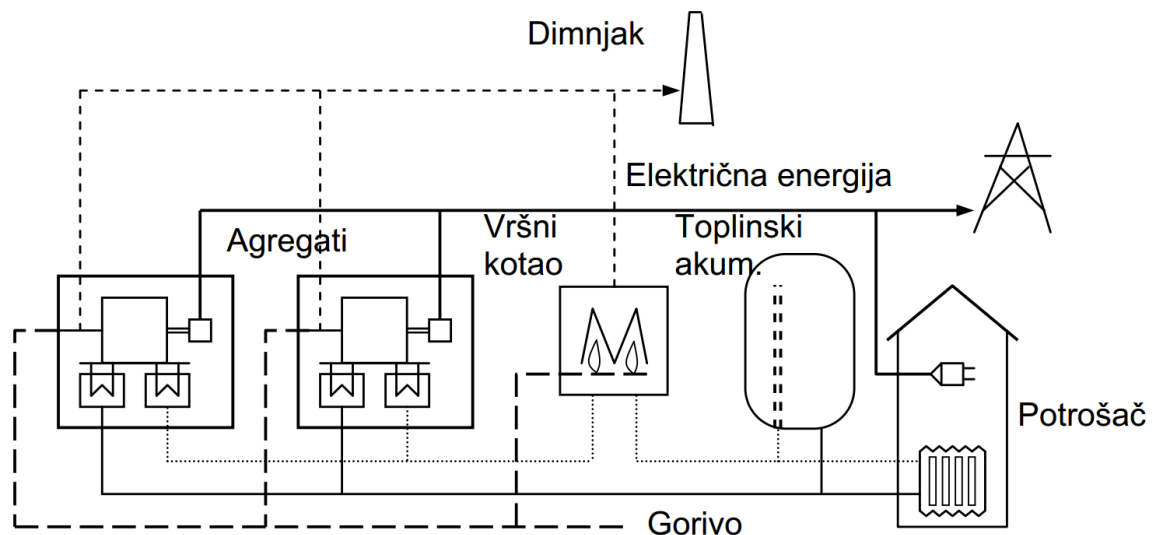 Dimnjak
Električna energija
Agregati
Vršni
kotao
Toplinski
akum.
Potrošač
Gorivo